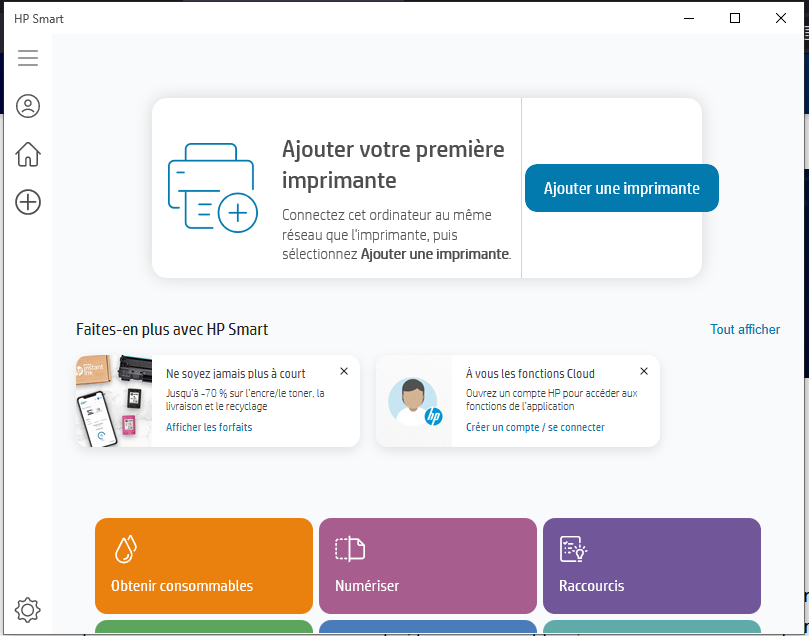 HP Smart
Ajouter votre première
imprimante
Connectez cet ordinateur au même
réseau que l'imprimante, puis
sélectionnez Ajouter une imprimante.
Ajouter une imprimante
Faites-en plus avec HP Smart
Tout afficher
instant
ink
Ne soyez jamais plus à court
Jusqu'à -70 % sur l'encre/le toner, la
livraison et le recyclage
Afficher les forfaits
hp
À vous les fonctions Cloud
Ouvrez un compte HP pour accéder aux
fonctions de l'application
Créer un compte / se connecter
Obtenir consommables
Numériser
Raccourcis